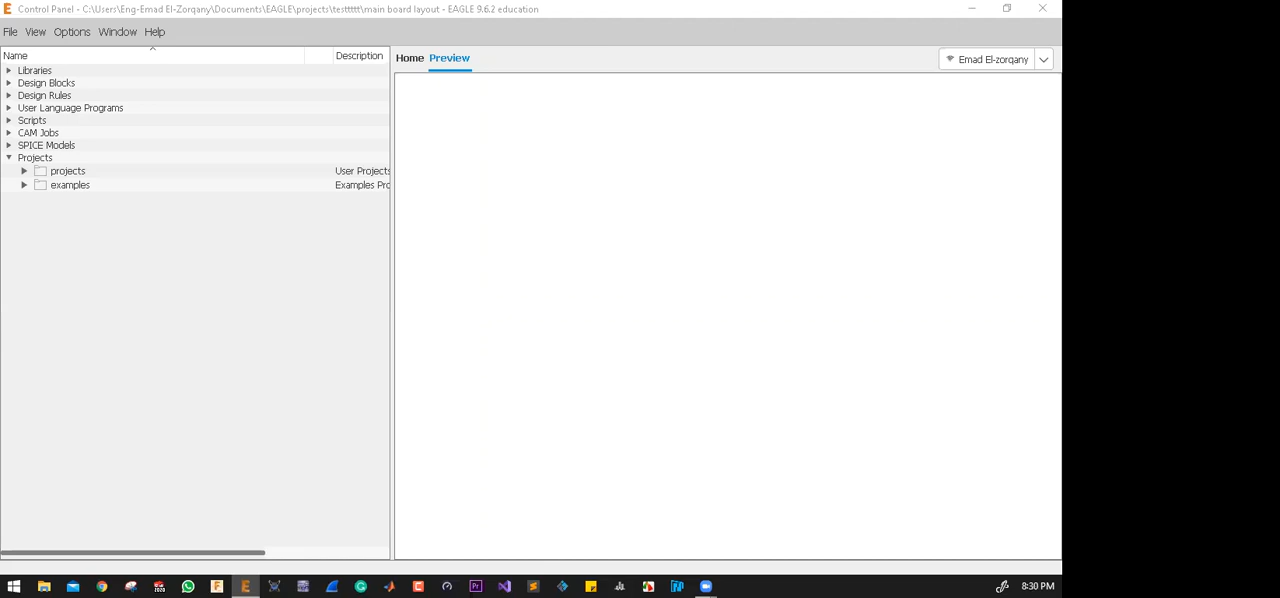 Control Panel - C:\Users\Eng-Emad El-Zorqany\Documents\EAGLE\projects\testtttt\main board layout - EAGLE 9.6.2 education
File View Options Window Help
Name Description
Home Preview
Emad El-zorqany
Libraries
Design Blocks
Design Rules
User Language Programs
Scripts
CAM Jobs
SPICE Models
Projects
projects User Projects
examples Examples Pro
8:30 PM